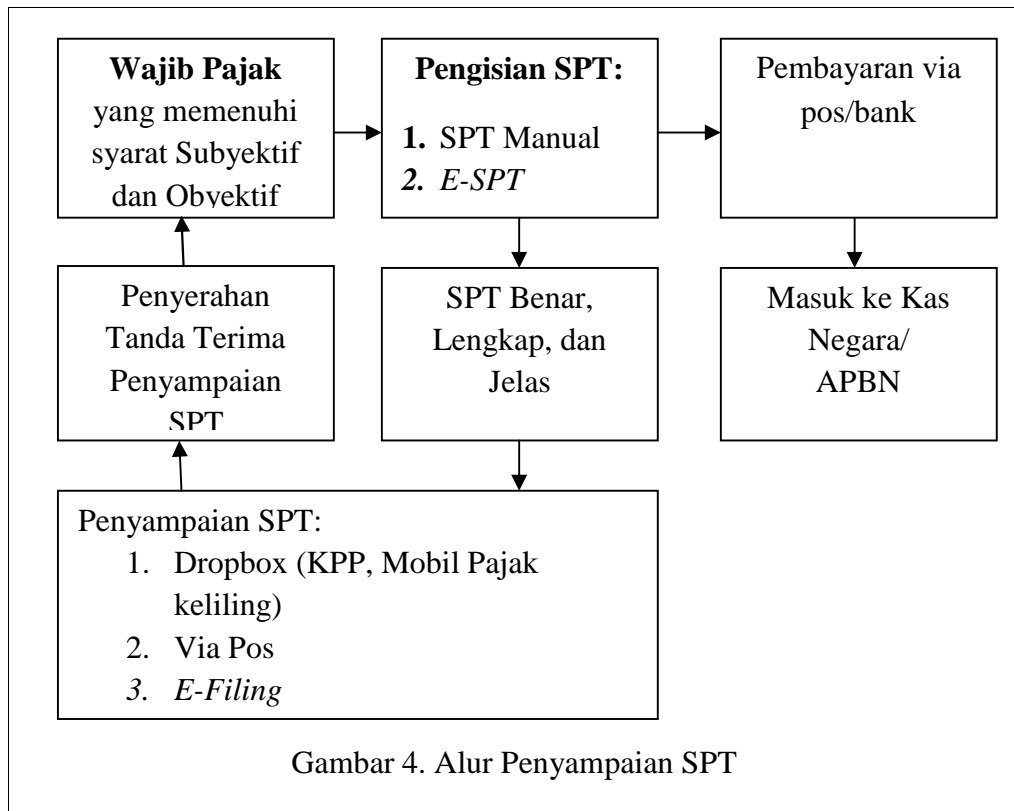 Wajib Pajak
yang memenuhi
syarat Subyektif
dan Obyektif
Pengisian SPT:
1. SPT Manual
2. E-SPT
Pembayaran via
pos/bank
Penyerahan
Tanda Terima
Penyampaian
SPT
SPT Benar,
Lengkap, dan
Jelas
Masuk ke Kas
Negara/
APBN
Penyampaian SPT:
1. Dropbox (KPP, Mobil Pajak
keliling)
2. Via Pos
3. E-Filing
Gambar 4. Alur Penyampaian SPT